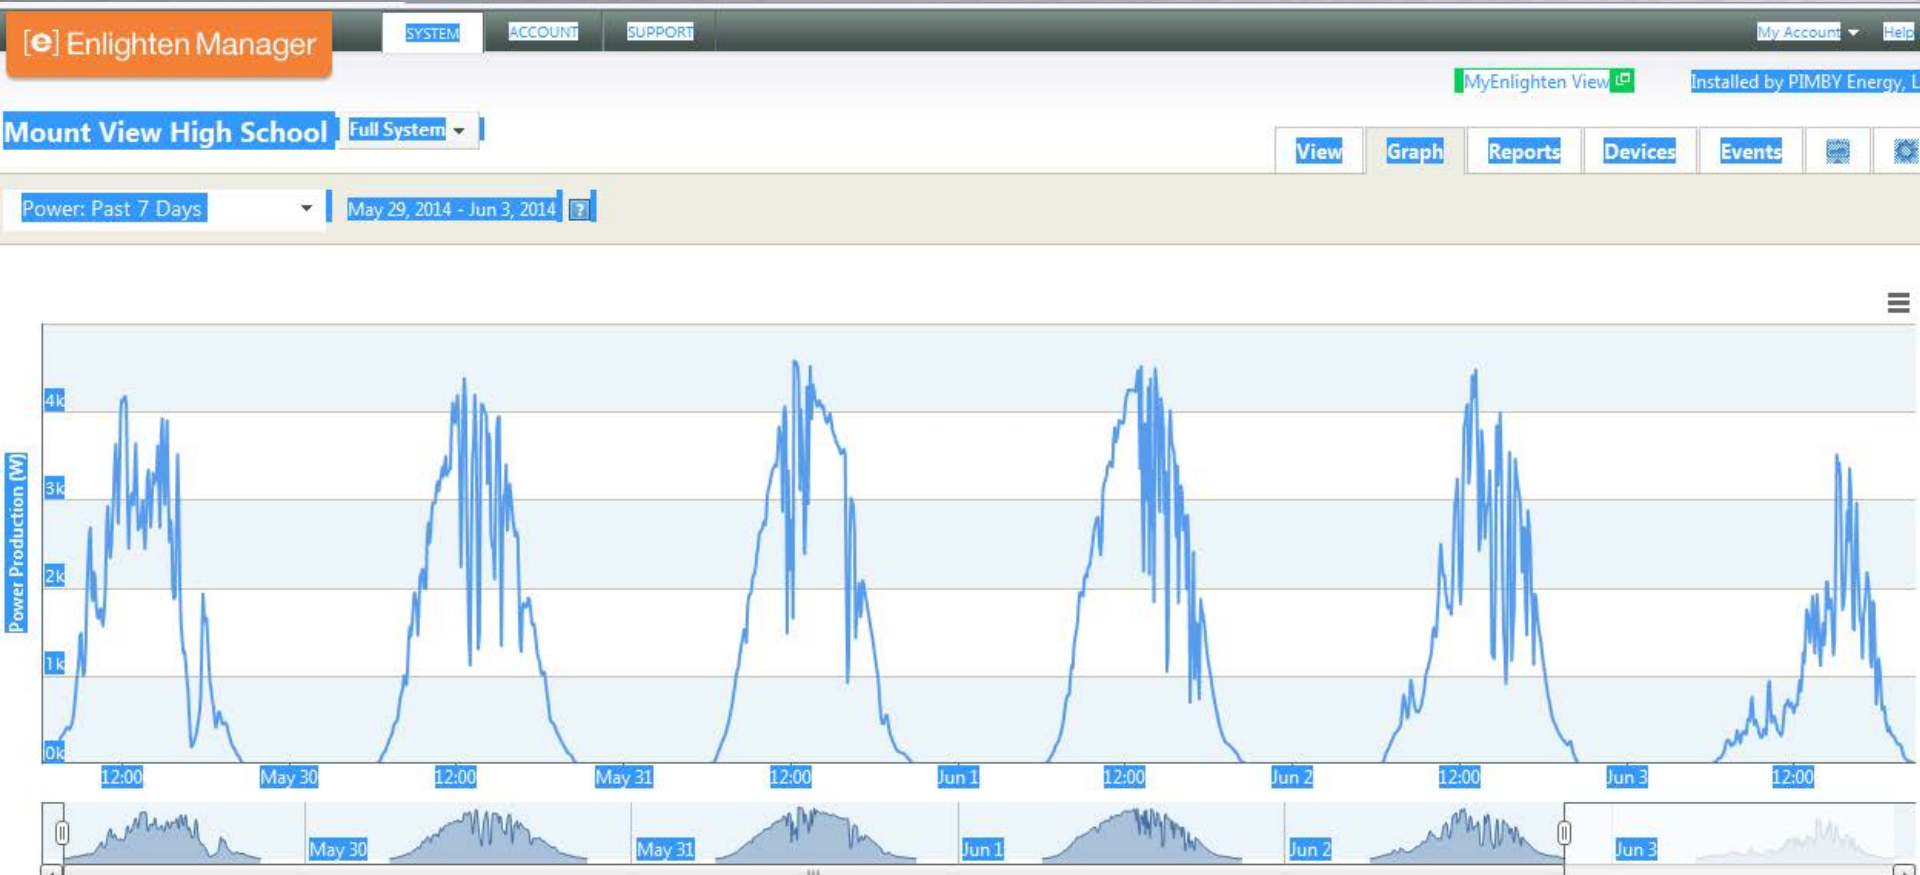 [e] Enlighten Manager SYSTEM ACCOUNT SUPPORT My Account Help
MyEnlighten View Installed by PIMBY Energy, L
Mount View High School Full System
View Graph Reports Devices Events
Power: Past 7 Days May 29, 2014 - Jun 3, 2014 ?
Power Production (W)
4k
3k
2k
1k
0k
12:00 May 30 12:00 May 31 12:00 Jun 1 12:00 Jun 2 12:00 Jun 3 12:00
May 30 May 31 Jun 1 Jun 2 Jun 3